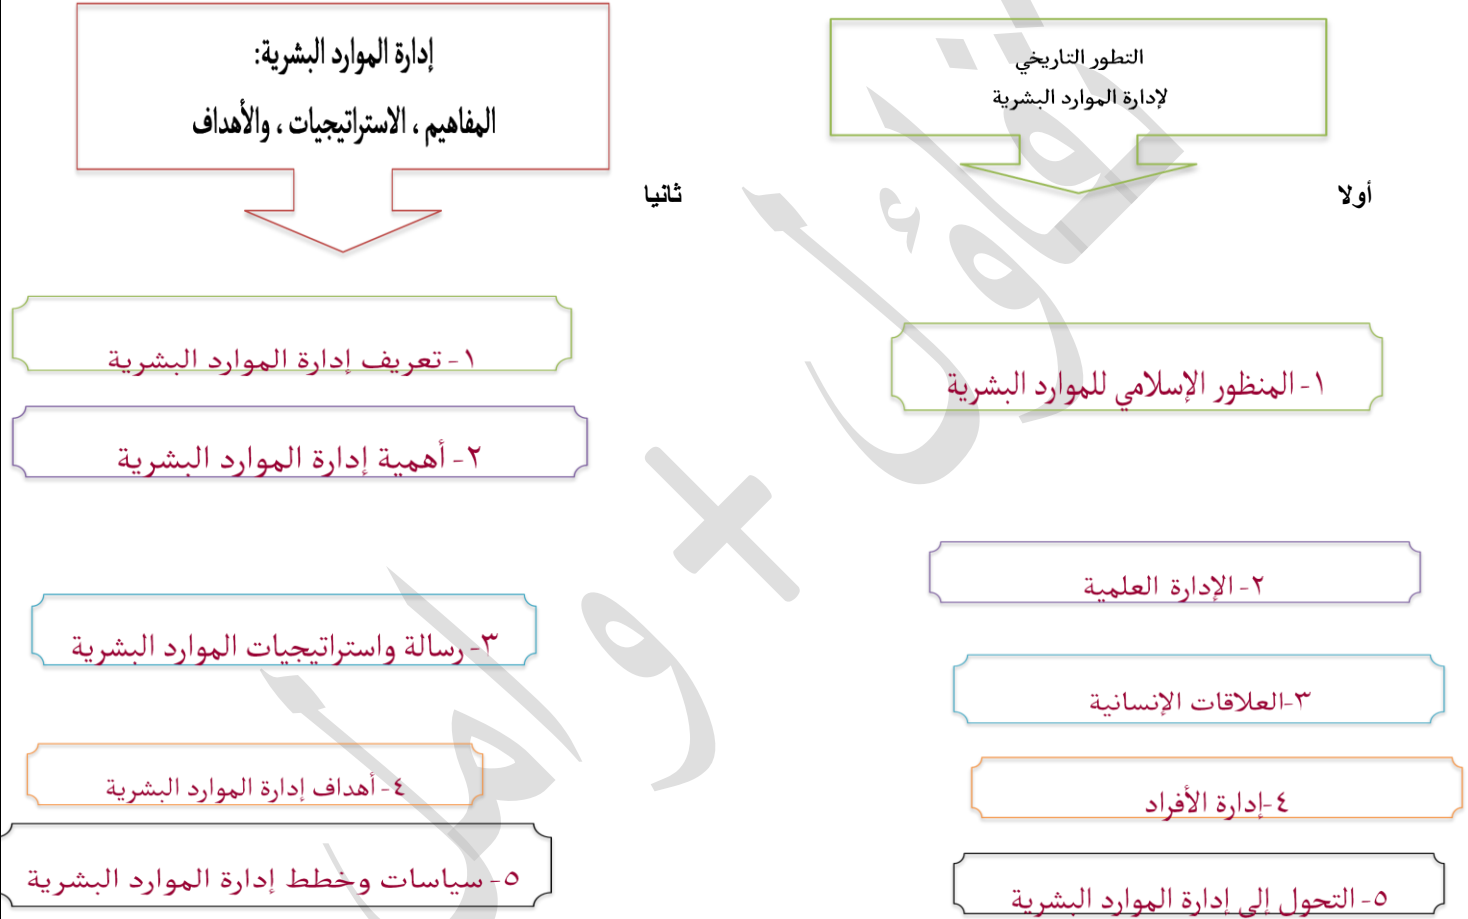 التطور التاريخي
لإدارة الموارد البشرية
أولا
١- المنظور الإسلامي للموارد البشرية
٢- الإدارة العلمية
٣-العلاقات الإنسانية
٤-إدارة الأفراد
٥- التحول إلى إدارة الموارد البشرية
إدارة الموارد البشرية:
المفاهيم ، الاستراتيجيات ، والأهداف
ثانيا
١- تعريف إدارة الموارد البشرية
٢- أهمية إدارة الموارد البشرية
٣- رسالة واستراتيجيات الموارد البشرية
٤- أهداف إدارة الموارد البشرية
٥- سياسات وخطط إدارة الموارد البشرية